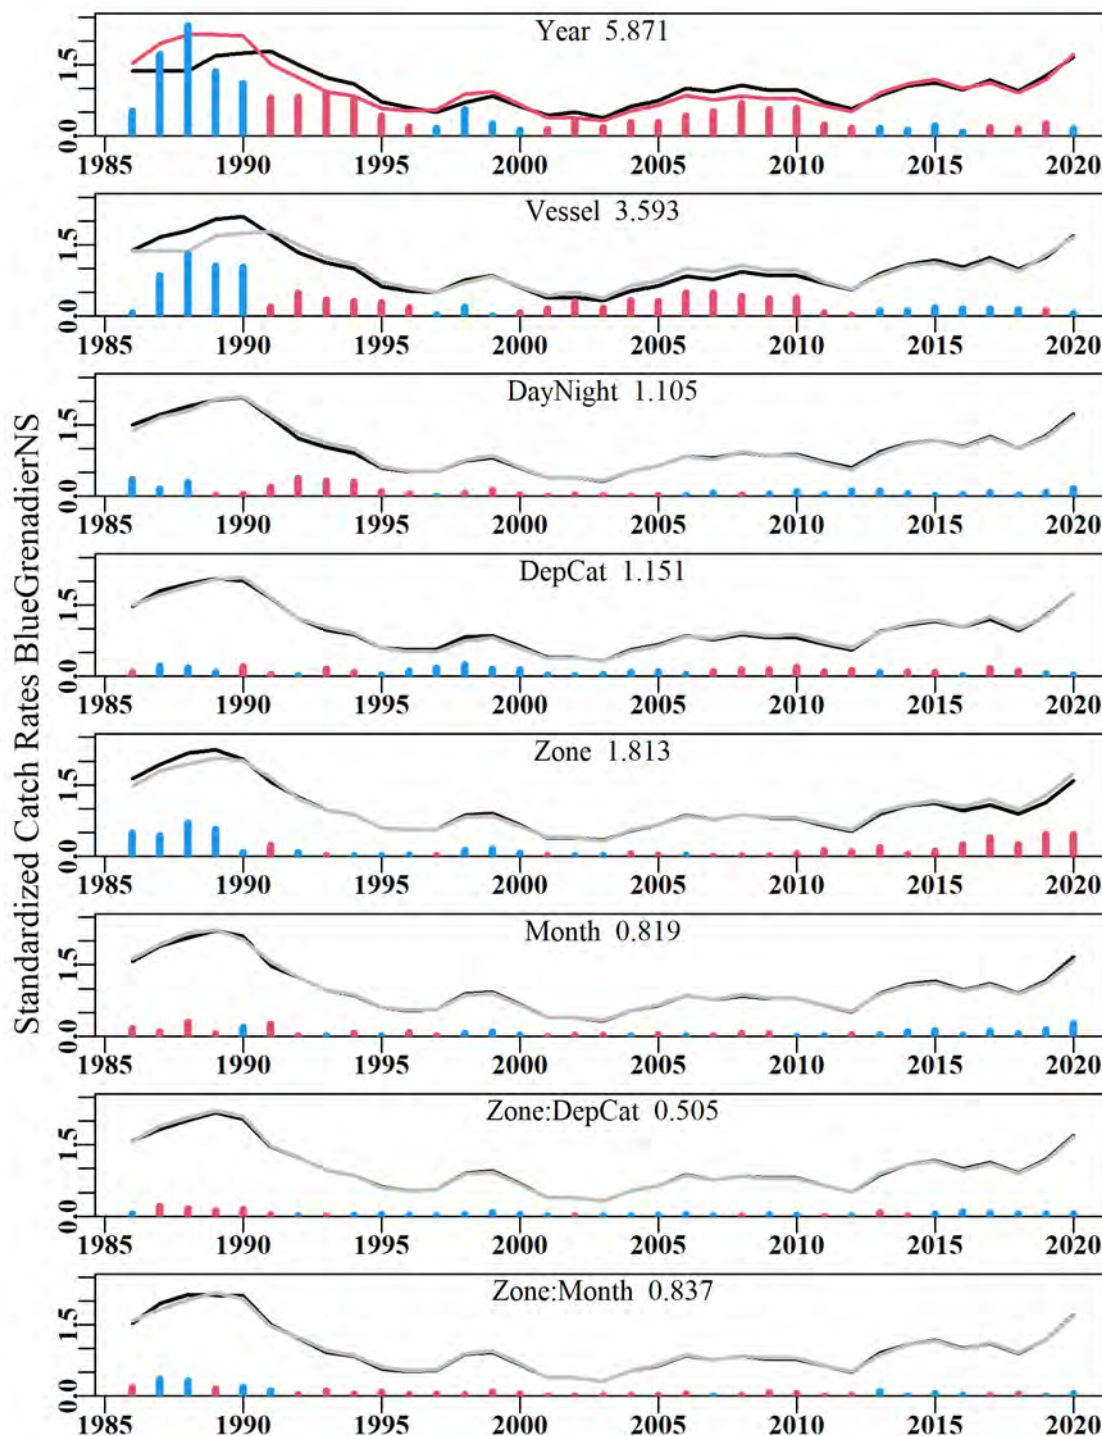 Standardized Catch Rates BlueGrenadierNS
Year 5.871
1.5
0.0
1985 1990 1995 2000 2005 2010 2015 2020
Vessel 3.593
1.5
0.0
1985 1990 1995 2000 2005 2010 2015 2020
DayNight 1.105
1.5
0.0
1985 1990 1995 2000 2005 2010 2015 2020
DepCat 1.151
1.5
0.0
1985 1990 1995 2000 2005 2010 2015 2020
Zone 1.813
1.5
0.0
1985 1990 1995 2000 2005 2010 2015 2020
Month 0.819
1.5
0.0
1985 1990 1995 2000 2005 2010 2015 2020
Zone:DepCat 0.505
1.5
0.0
1985 1990 1995 2000 2005 2010 2015 2020
Zone:Month 0.837
1.5
0.0
1985 1990 1995 2000 2005 2010 2015 2020